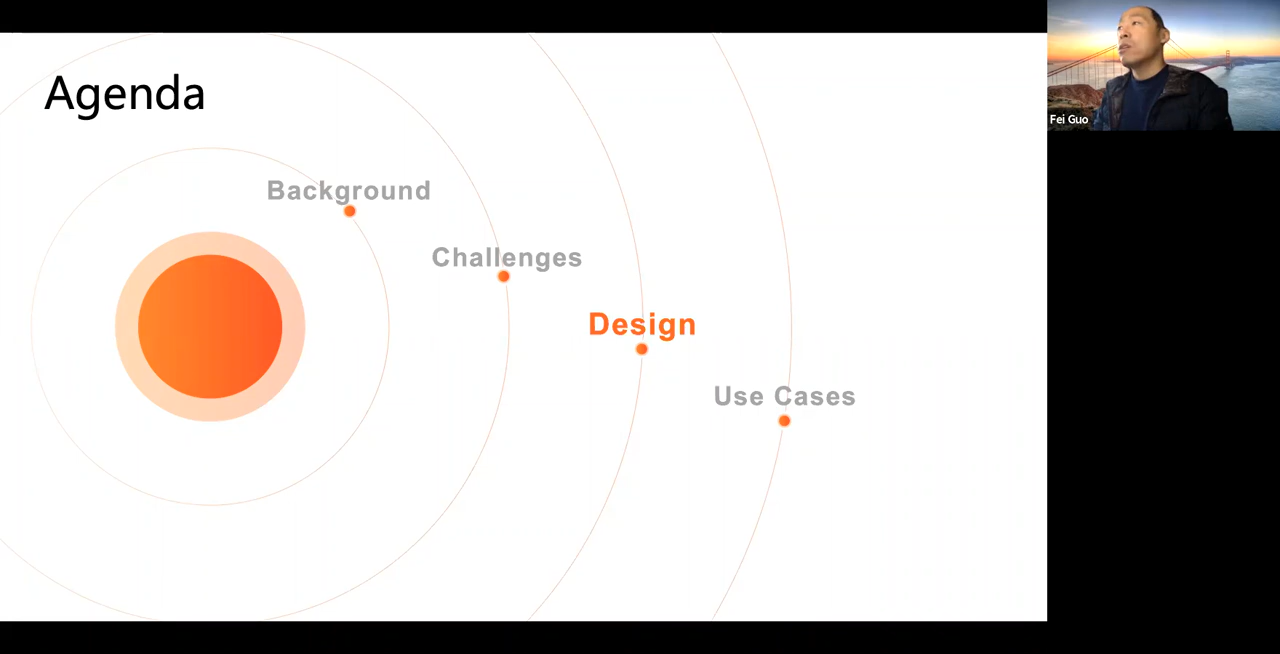 Agenda
Background
Challenges
Design
Use Cases
Fei Guo